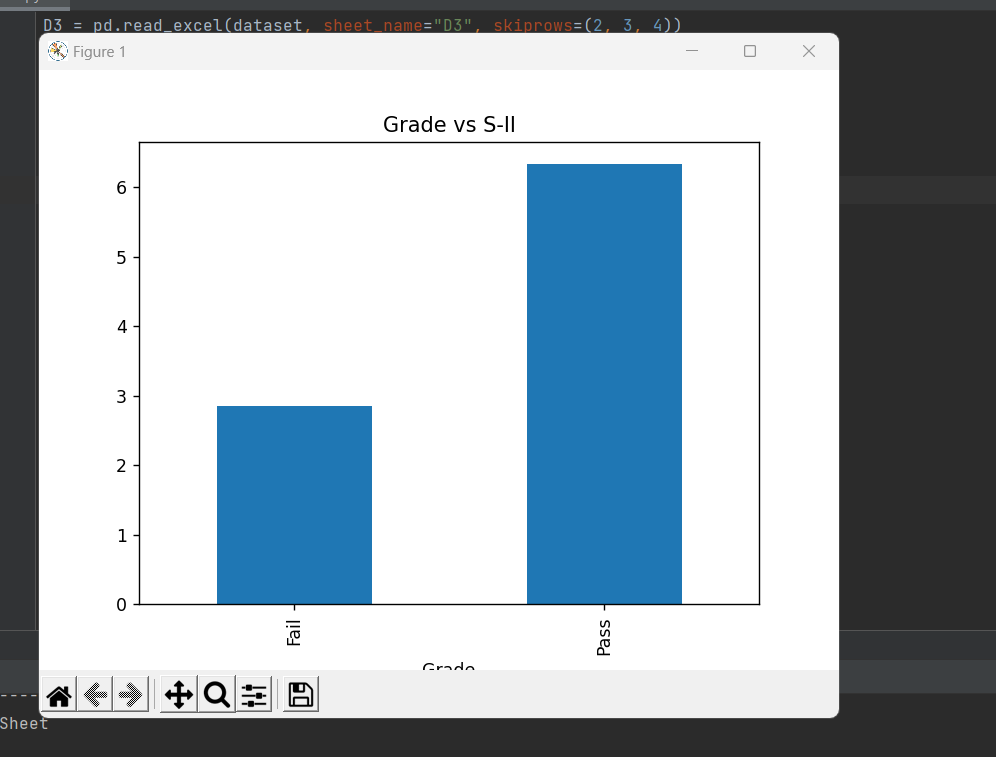 D3 = pd.read_excel(dataset, sheet_name="D3", skiprows=(2, 3, 4))
Figure 1
Grade vs S-II
6
5
4
3
2
1
0
Fail
Pass
Grade
----
Sheet